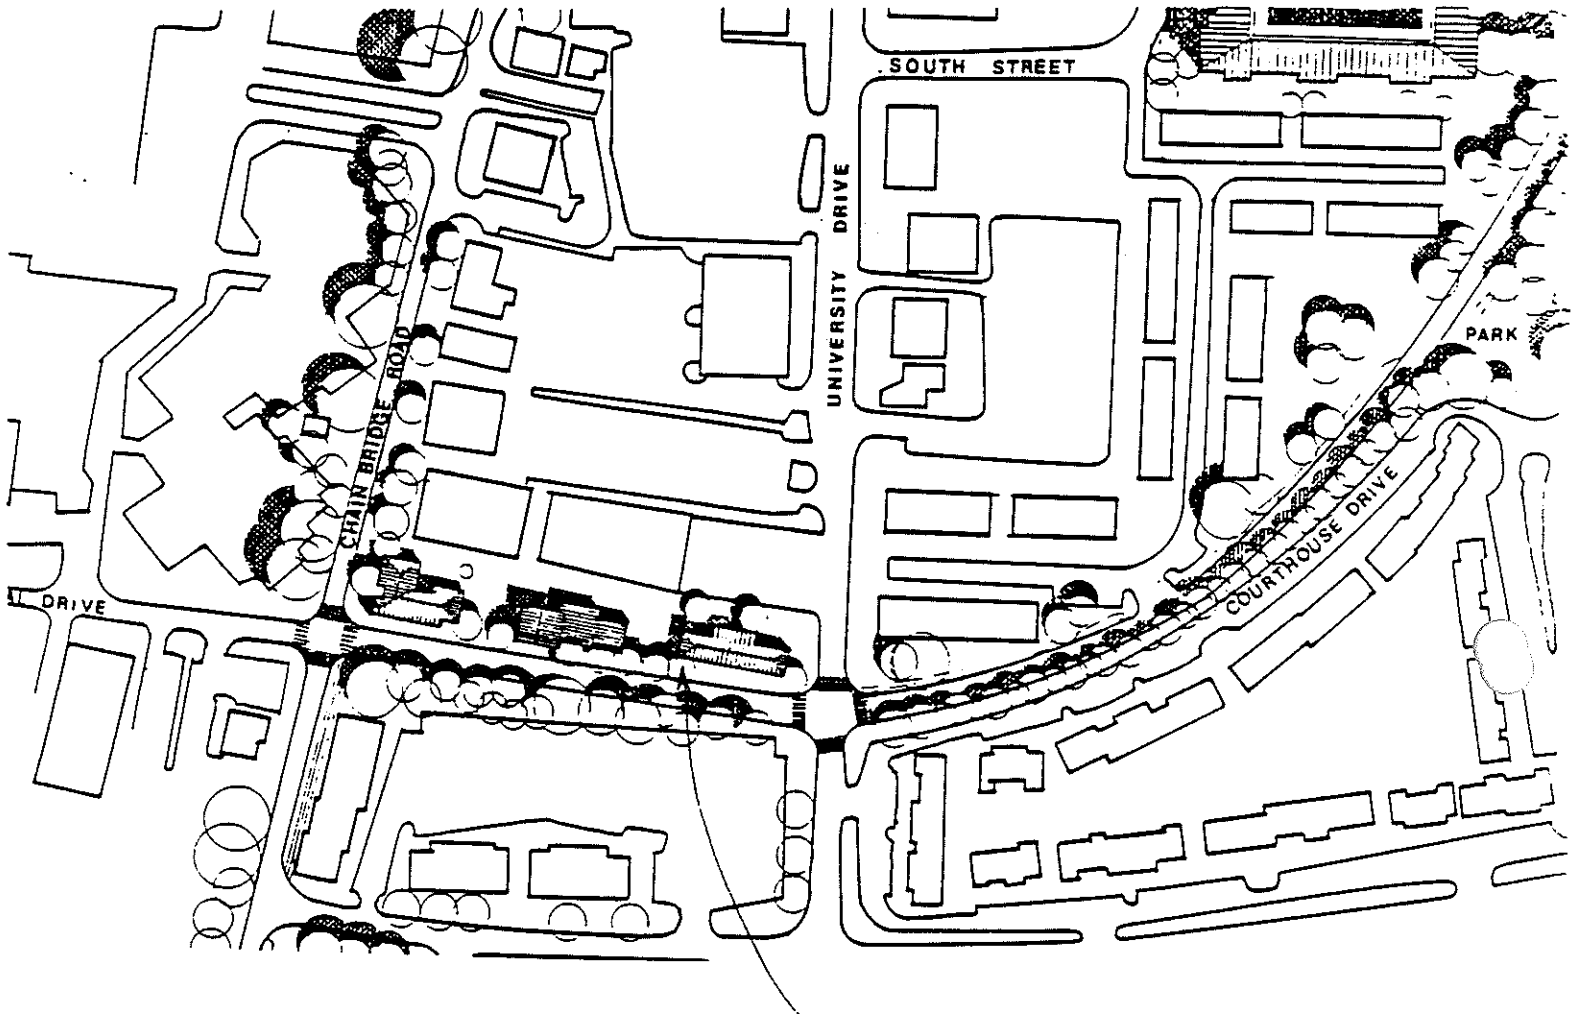 SOUTH STREET
UNIVERSITY DRIVE
PARK
CHAIN BRIDGE ROAD
COURTHOUSE DRIVE
DRIVE